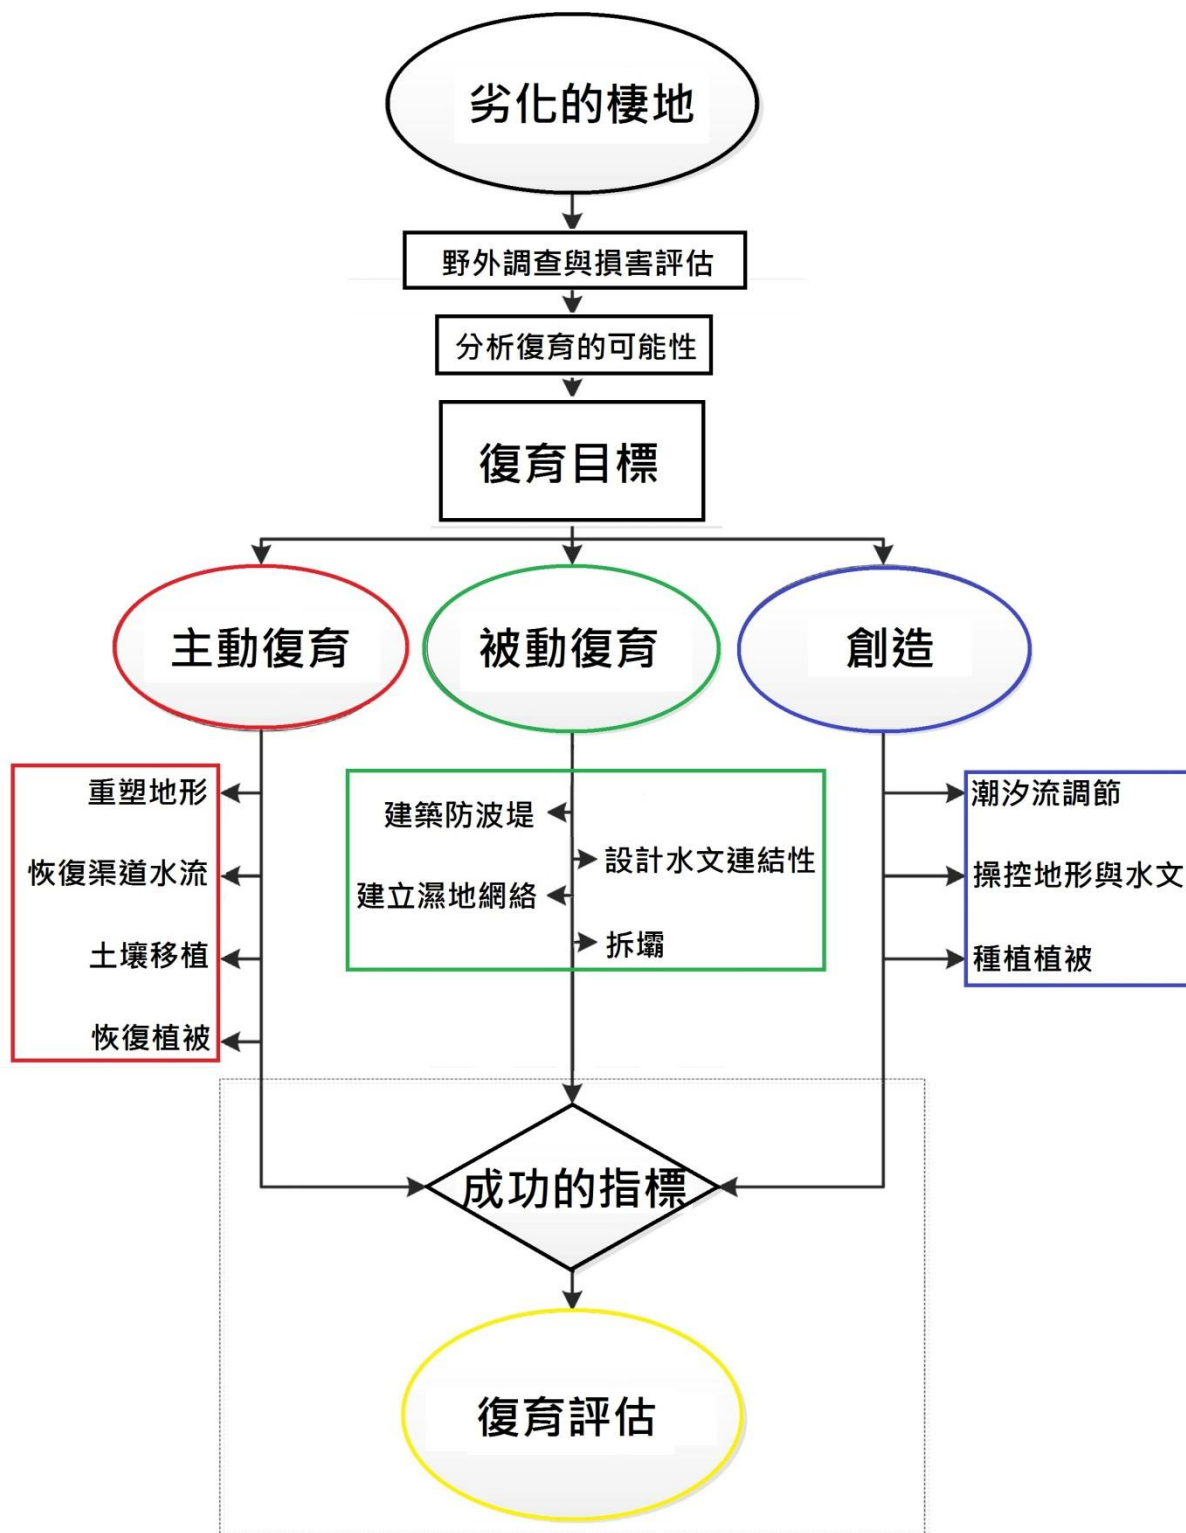 劣化的棲地
野外調查與損害評估
分析復育的可能性
復育目標
主動復育
被動復育
創造
重塑地形
恢復渠道水流
土壤移植
恢復植被
建築防波堤
設計水文連結性
建立濕地網絡
拆壩
潮汐流調節
操控地形與水文
種植植被
成功的指標
復育評估